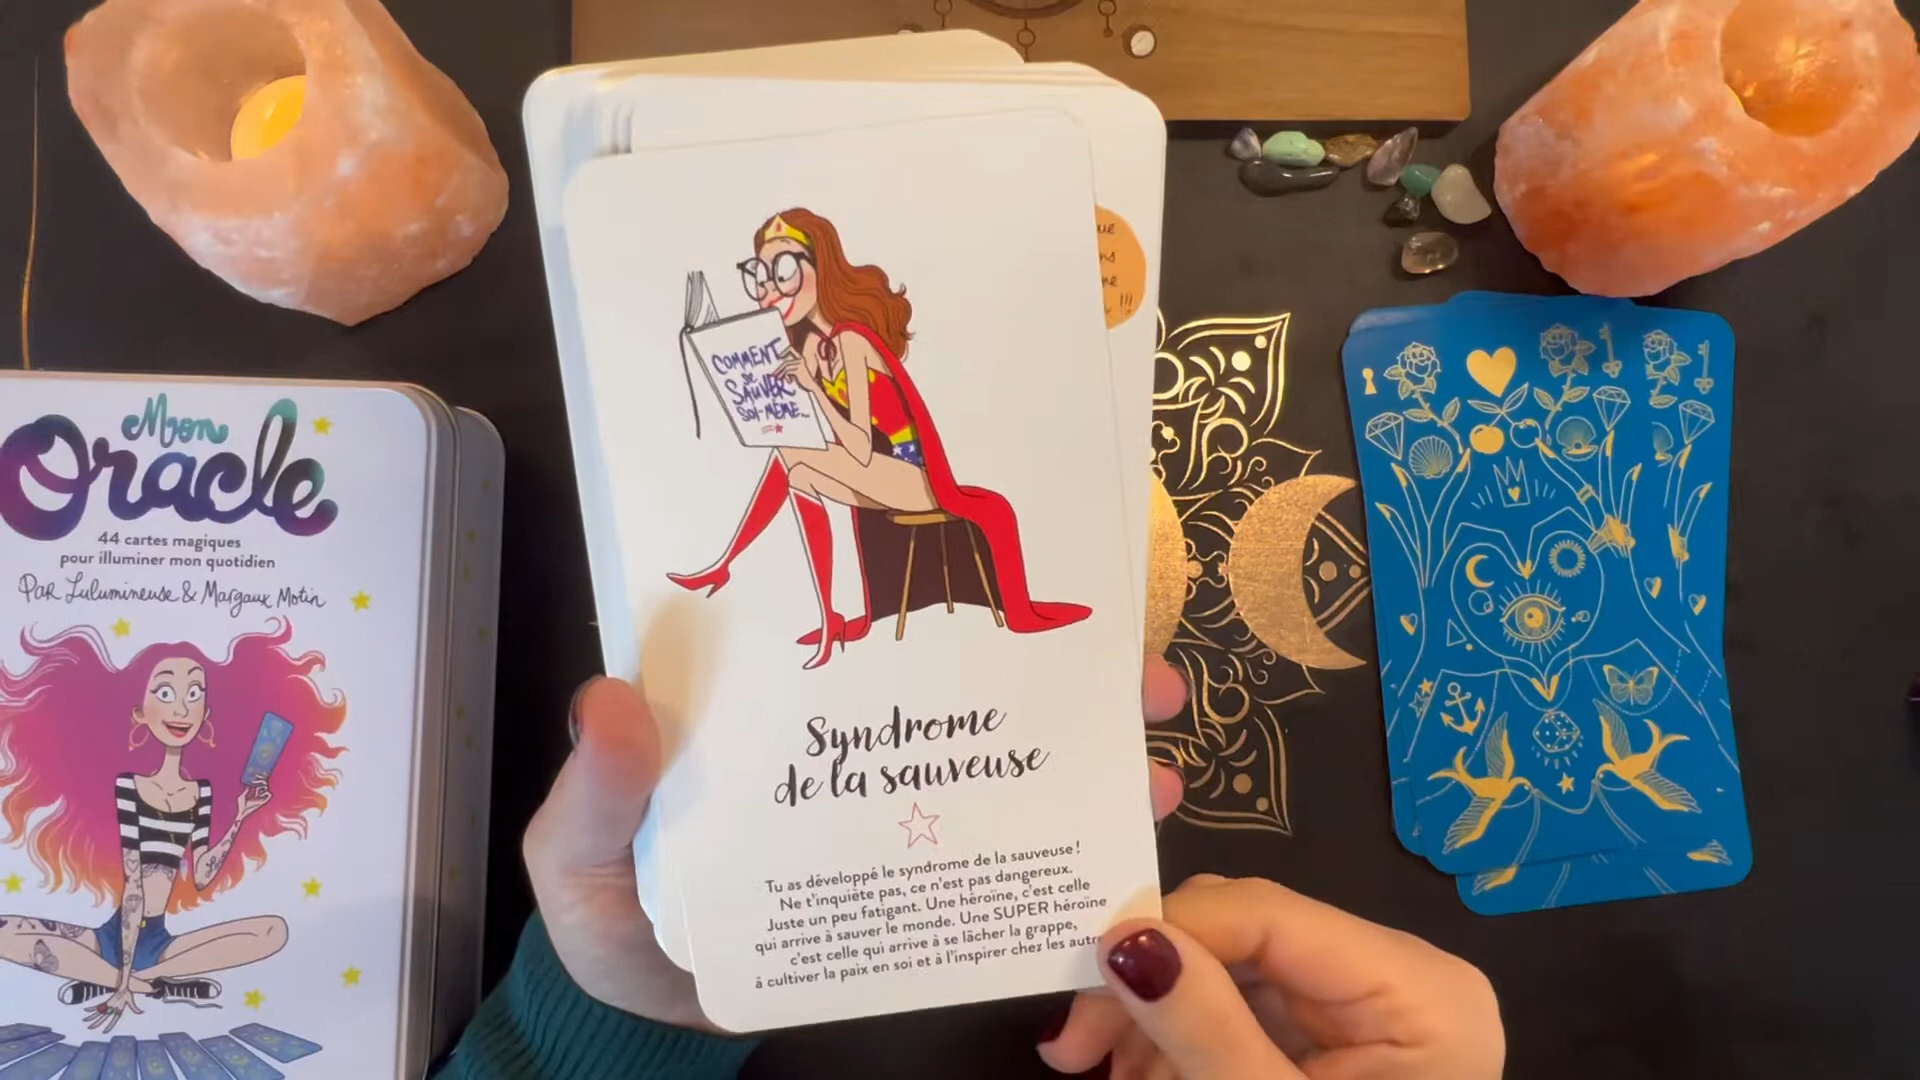 Mon
Oracle
44 cartes magiques
pour illuminer mon quotidien
Par Lulumineuse & Margaux Motin
COMMENT
SE
SAUVER
SOI-MÊME...
Syndrome
de la sauveuse
Tu as développé le syndrome de la sauveuse !
Ne t'inquiète pas, ce n'est pas dangereux.
Juste un peu fatigant. Une héroïne, c'est celle
qui arrive à sauver le monde. Une SUPER héroïne
c'est celle qui arrive à se lâcher la grappe,
à cultiver la paix en soi et à l'inspirer chez les